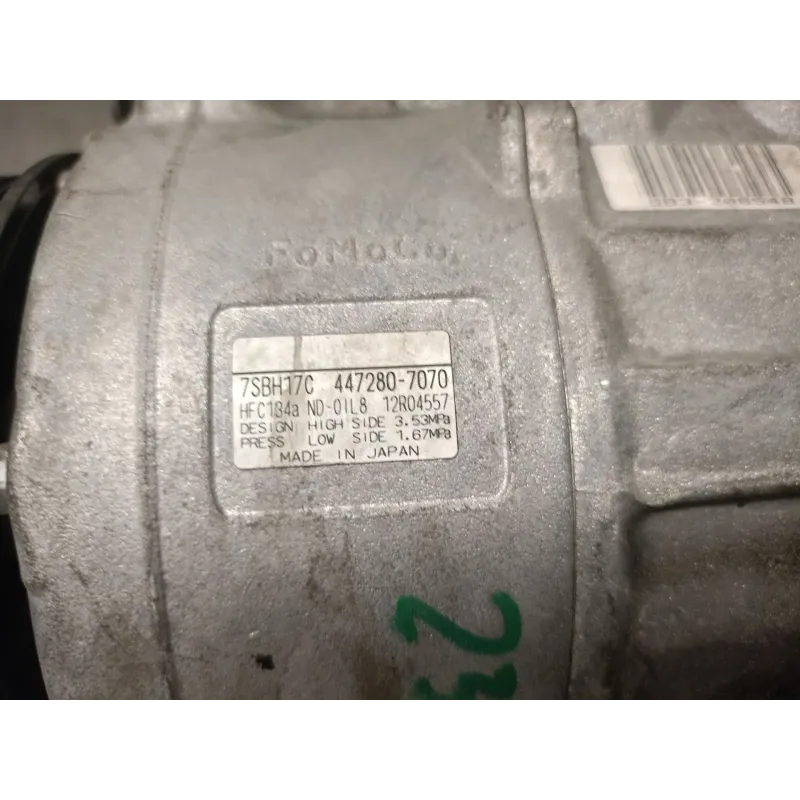 FoMoCo.
7SBH17C 447280-7070
HFC134a ND-OIL8 12R04557
DESIGN HIGH SIDE 3.53MPa
PRESS LOW SIDE 1.67MPa
MADE IN JAPAN
23